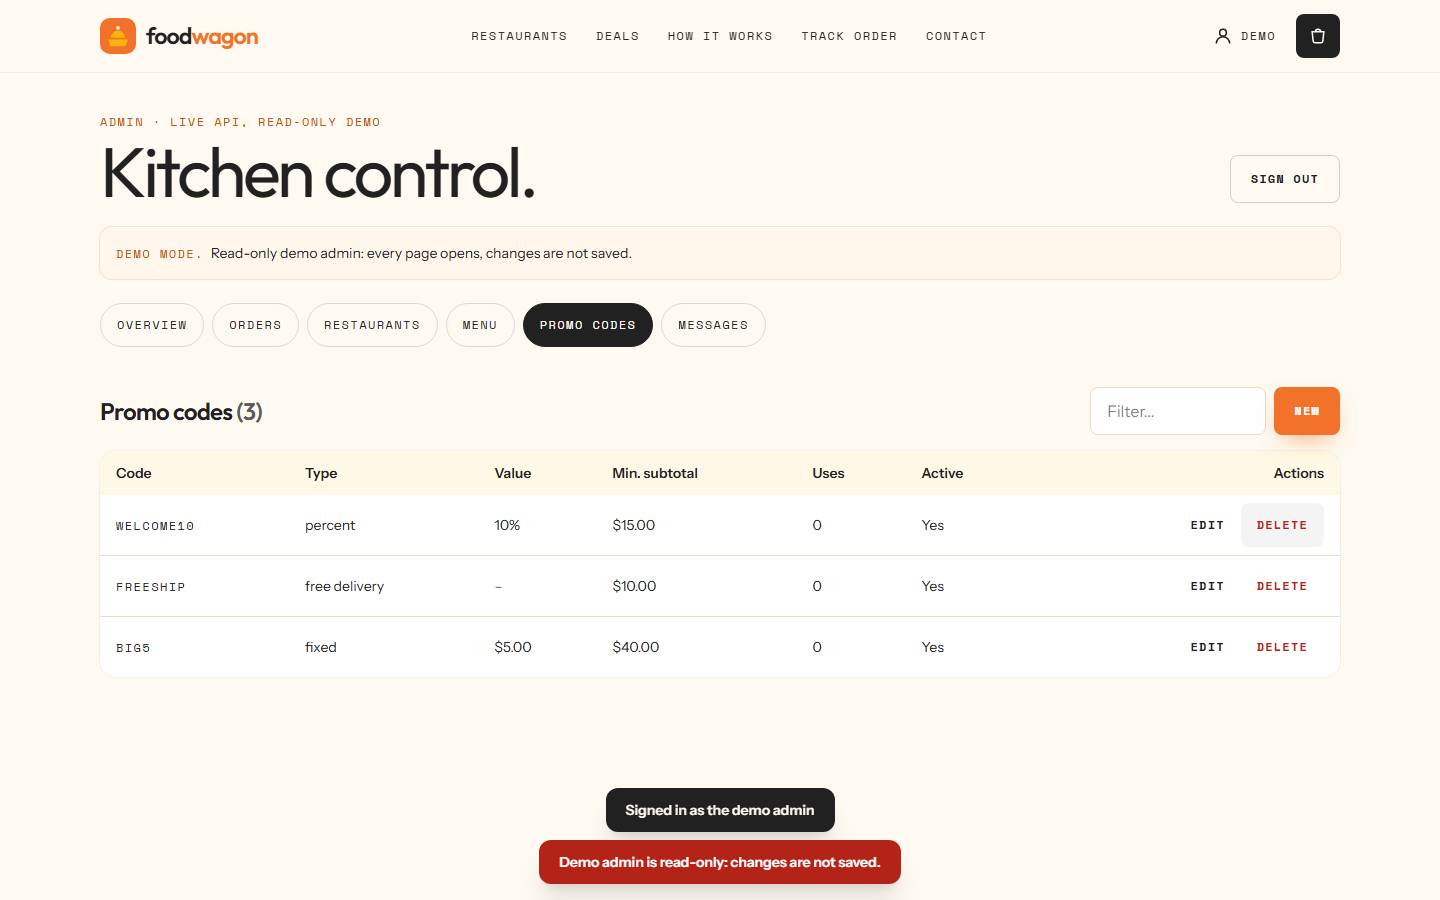 foodwagon
RESTAURANTS DEALS HOW IT WORKS TRACK ORDER CONTACT
DEMO
ADMIN · LIVE API, READ-ONLY DEMO
Kitchen control.
SIGN OUT
DEMO MODE. Read-only demo admin: every page opens, changes are not saved.
OVERVIEW ORDERS RESTAURANTS MENU PROMO CODES MESSAGES
Promo codes (3)
Filter...
NEW
Code Type Value Min. subtotal Uses Active Actions
WELCOME10 percent 10% $15.00 0 Yes EDIT DELETE
FREESHIP free delivery – $10.00 0 Yes EDIT DELETE
BIG5 fixed $5.00 $40.00 0 Yes EDIT DELETE
Signed in as the demo admin
Demo admin is read-only: changes are not saved.